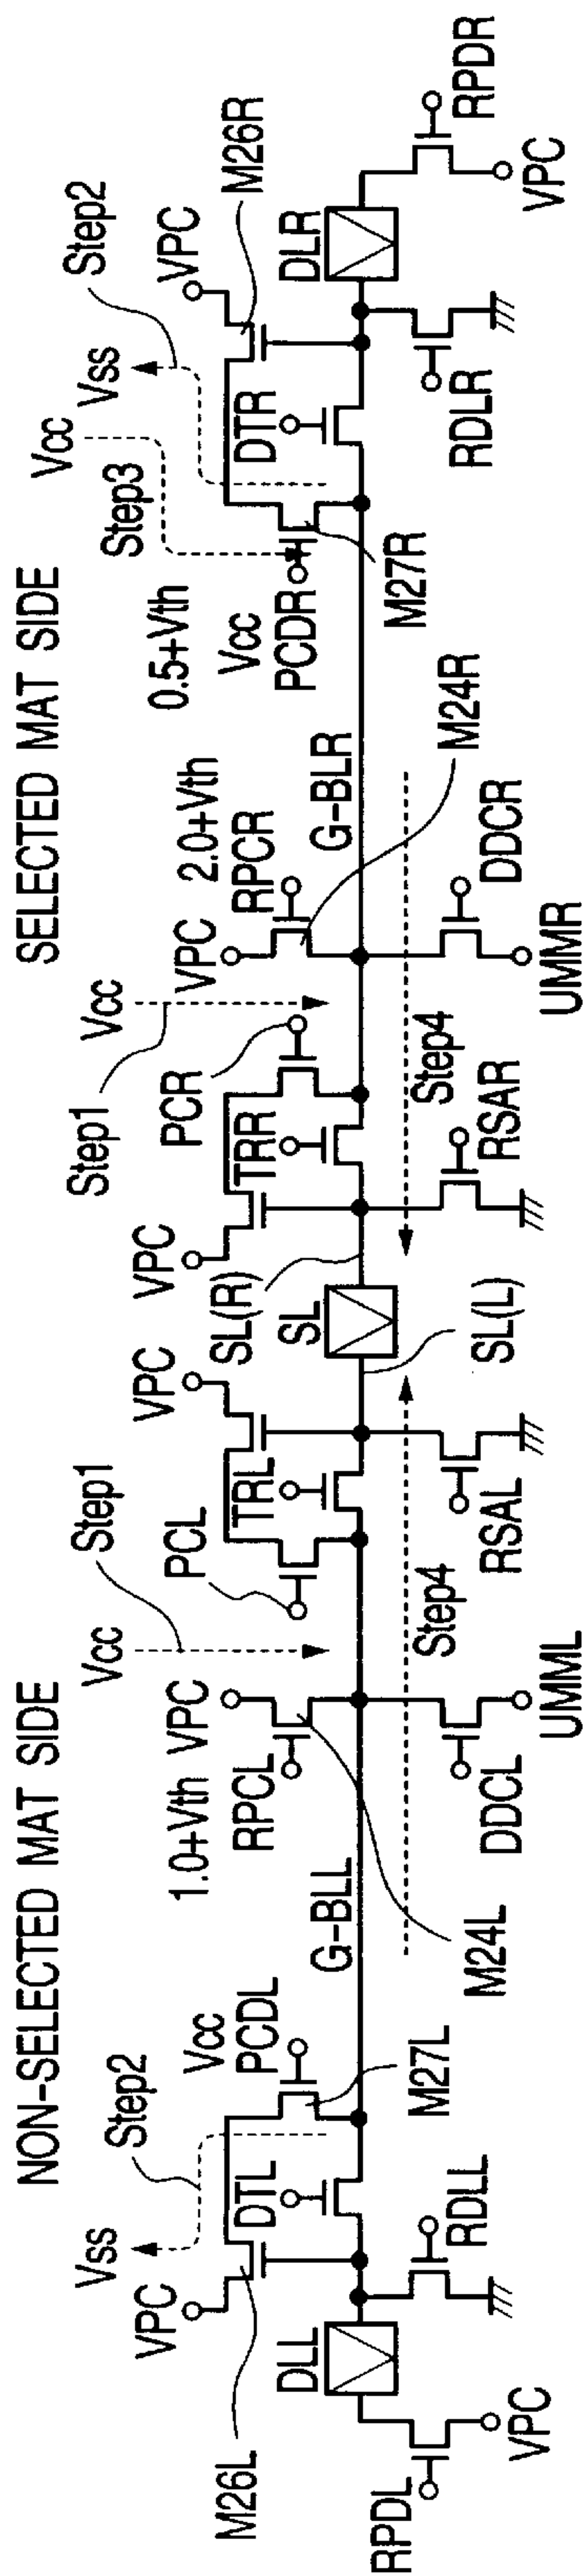 NON-SELECTED MAT SIDE
SELECTED MAT SIDE
RPDL
VPC
M26L
DLL
VPC
Vss
Step2
RDLL
DTL
M27L
Vcc
PCDL
G-BLL
M24L
1.0+Vth
RPCL
VPC
DDCL
UMML
Vcc
Step1
PCL
Step4
TRL
RSAL
VPC
SL(L)
SL
SL(R)
VPC
TRR
RSAR
PCR
Step1
Vcc
Step4
VPC
RPCR
2.0+Vth
DDCR
UMMR
G-BLR
M24R
M27R
0.5+Vth
Vcc
PCDR
Step3
Vcc
Vss
Step2
DTR
RDLR
VPC
M26R
DLR
RPDR
VPC